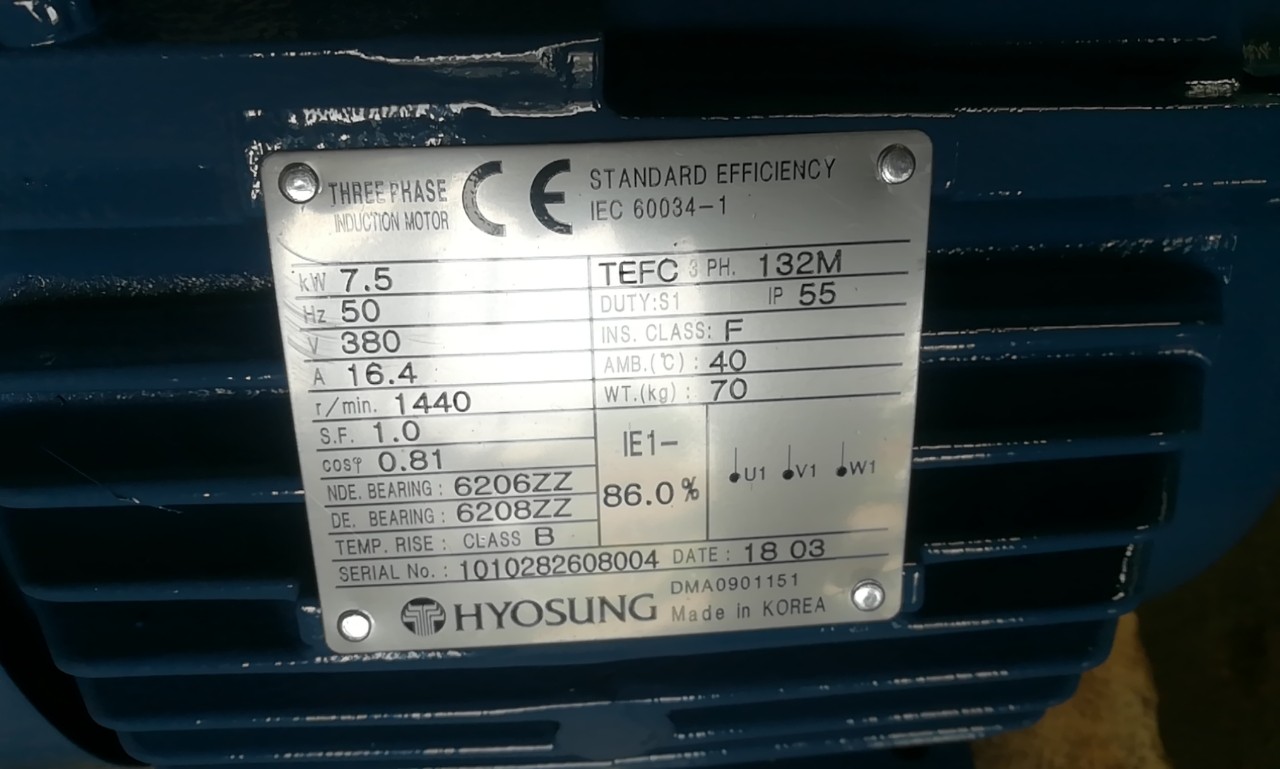 THREE PHASE
INDUCTION MOTOR
CE
STANDARD EFFICIENCY
IEC 60034-1
kW 7.5
Hz 50
V 380
A 16.4
r/min. 1440
S.F. 1.0
cosφ 0.81
NDE. BEARING : 6206ZZ
DE. BEARING : 6208ZZ
TEMP. RISE : CLASS B
TEFC 3 PH. 132M
DUTY:S1 IP 55
INS. CLASS: F
AMB.(℃) : 40
WT.(kg) : 70
IE1-
86.0%
U1 V1 W1
SERIAL No. : 1010282608004 DATE : 18 03
HYOSUNG
DMA0901151
Made in KOREA